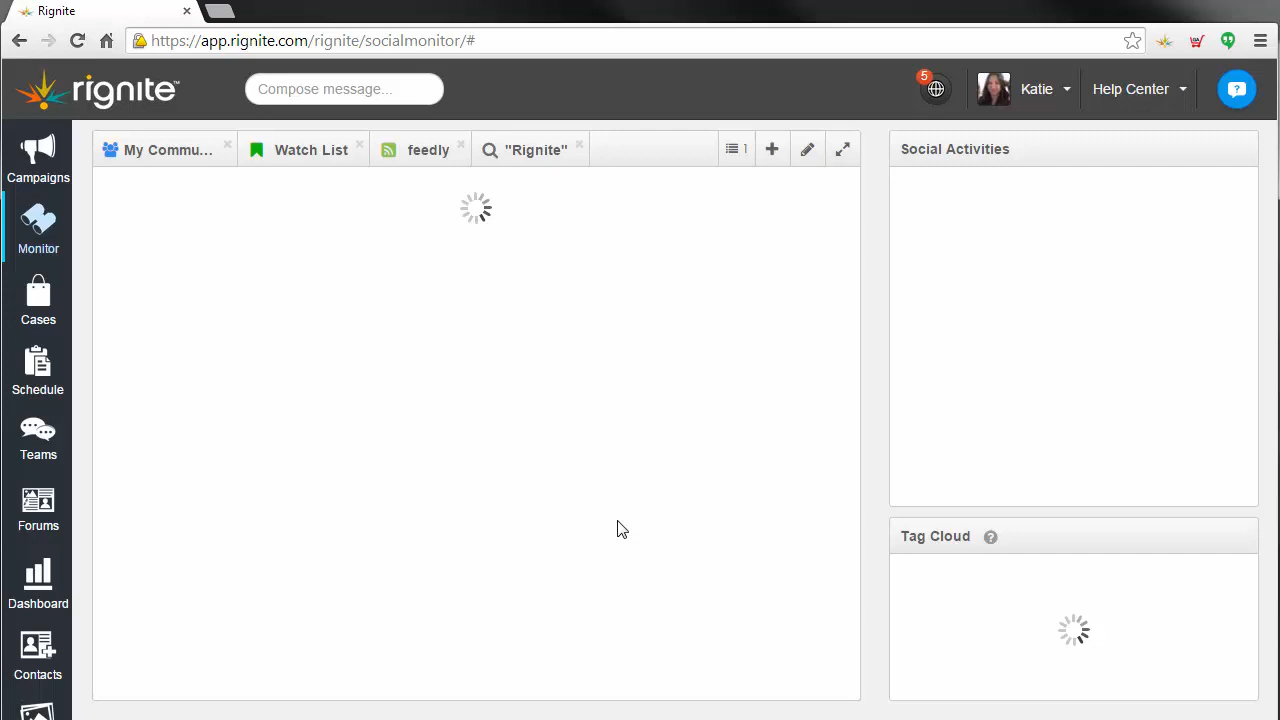 Rignite
https://app.rignite.com/rignite/socialmonitor/#
rignite™
Compose message...
5
Katie
Help Center
?
Campaigns
Monitor
Cases
Schedule
Teams
Forums
Dashboard
Contacts
My Commu...
Watch List
feedly
"Rignite"
1
Social Activities
Tag Cloud ?